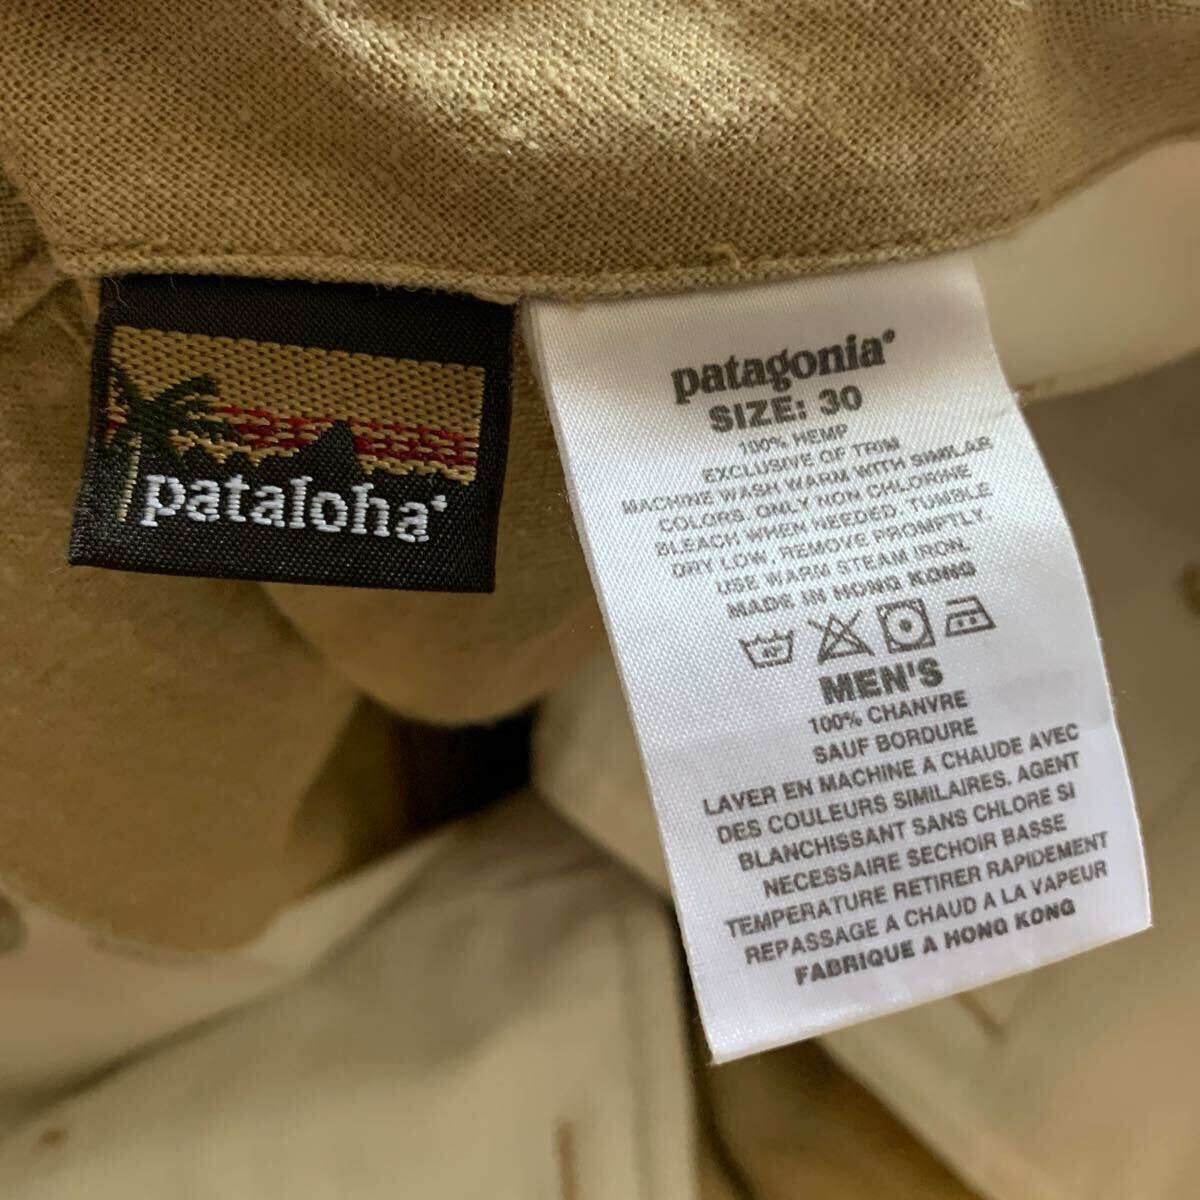 pataloha
patagonia
SIZE: 30
100% HEMP
EXCLUSIVE OF TRIM
MACHINE WASH WARM WITH SIMILAR
COLORS. ONLY NON CHLORINE
BLEACH WHEN NEEDED. TUMBLE
DRY LOW, REMOVE PROMPTLY.
USE WARM STEAM IRON.
MADE IN HONG KONG
MEN'S
100% CHANVRE
SAUF BORDURE
LAVER EN MACHINE A CHAUDE AVEC
DES COULEURS SIMILAIRES. AGENT
BLANCHISSANT SANS CHLORE SI
NECESSAIRE SECHOIR BASSE
TEMPERATURE RETIRER RAPIDEMENT
REPASSAGE A CHAUD A LA VAPEUR
FABRIQUE A HONG KONG